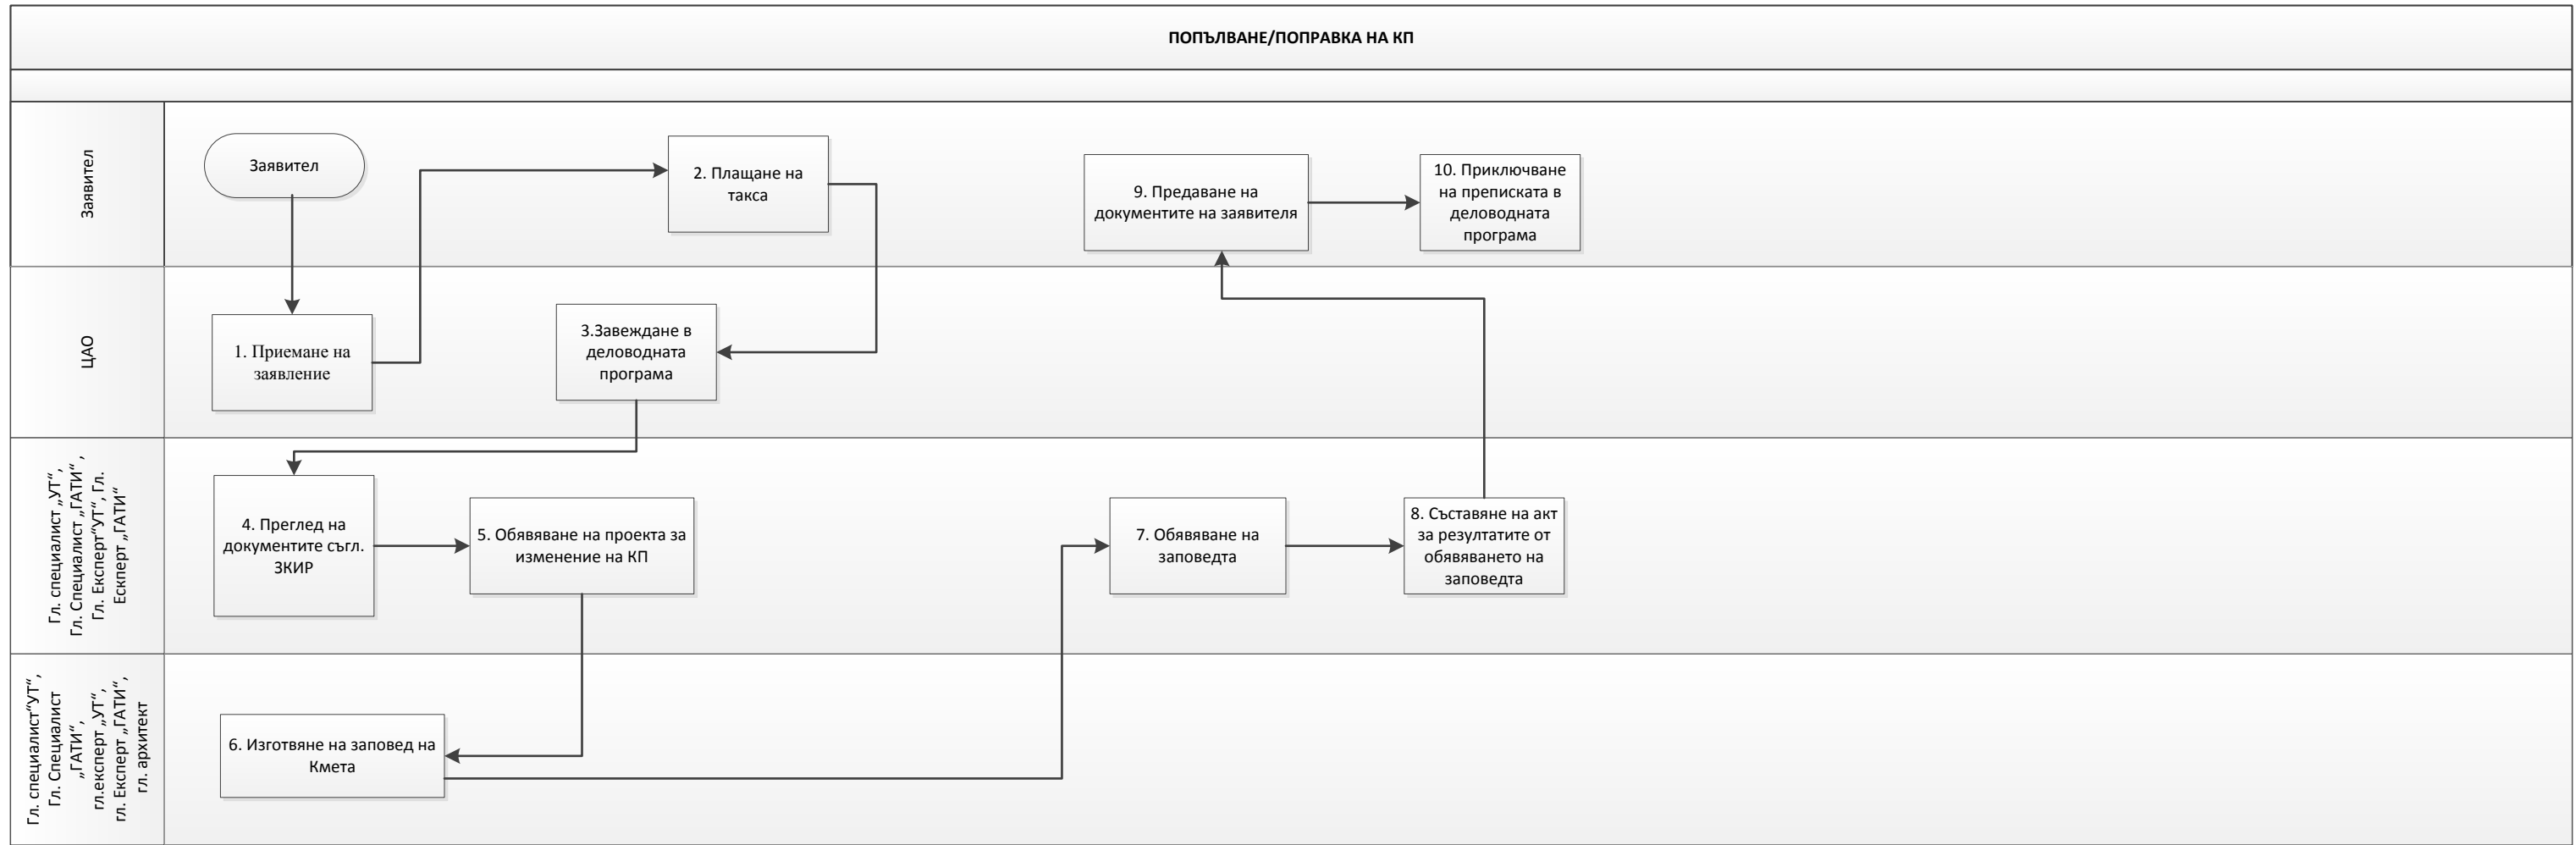 ПОПЪЛВАНЕ/ПОПРАВКА НА КП
Заявител
Заявител
2. Плащане на
такса
9. Предаване на
документите на заявителя
10. Приключване
на преписката в
деловодната
програма
ЦАО
1. Приемане на
заявление
3.Завеждане в
деловодната
програма
Гл. специалист „УТ“,
Гл. Специалист „ГАТИ“ ,
Гл. Експерт“УТ“, Гл.
Ескперт „ГАТИ“
4. Преглед на
документите съгл.
ЗКИР
5. Обявяване на проекта за
изменение на КП
7. Обявяване на
заповедта
8. Съставяне на акт
за резултатите от
обявяването на
заповедта
Гл. специалист“УТ“,
Гл. Специалист
„ГАТИ“,
гл.експерт „УТ“,
гл. Експерт „ГАТИ“,
гл. архитект
6. Изготвяне на заповед на
Кмета